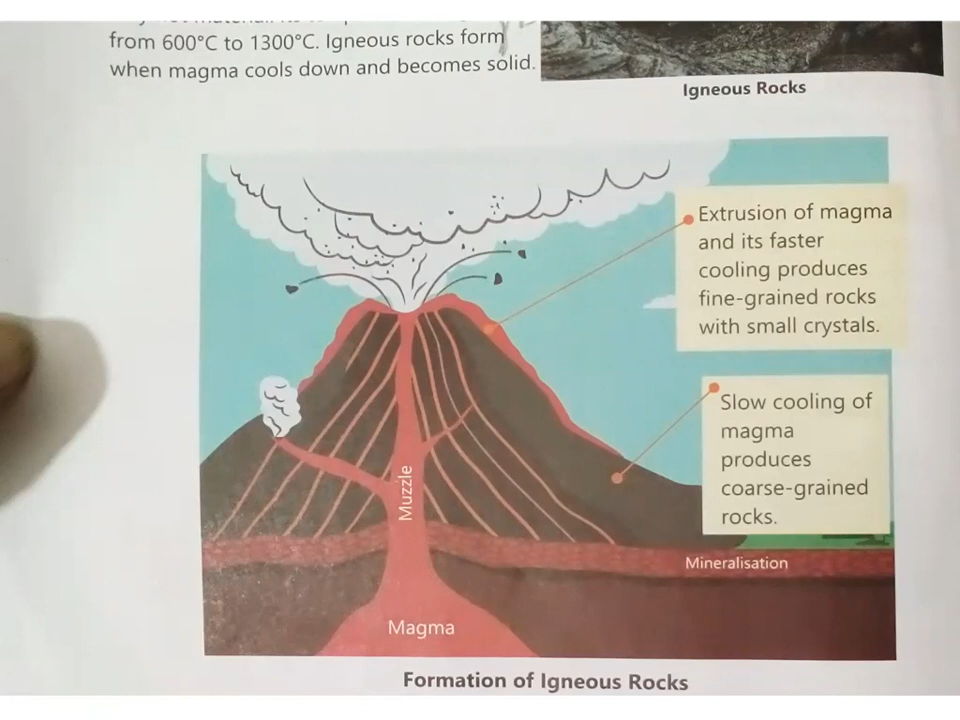 from 600°C to 1300°C. Igneous rocks form
when magma cools down and becomes solid.
Igneous Rocks
Extrusion of magma
and its faster
cooling produces
fine-grained rocks
with small crystals.
Slow cooling of
magma
produces
coarse-grained
rocks.
Muzzle
Mineralisation
Magma
Formation of Igneous Rocks